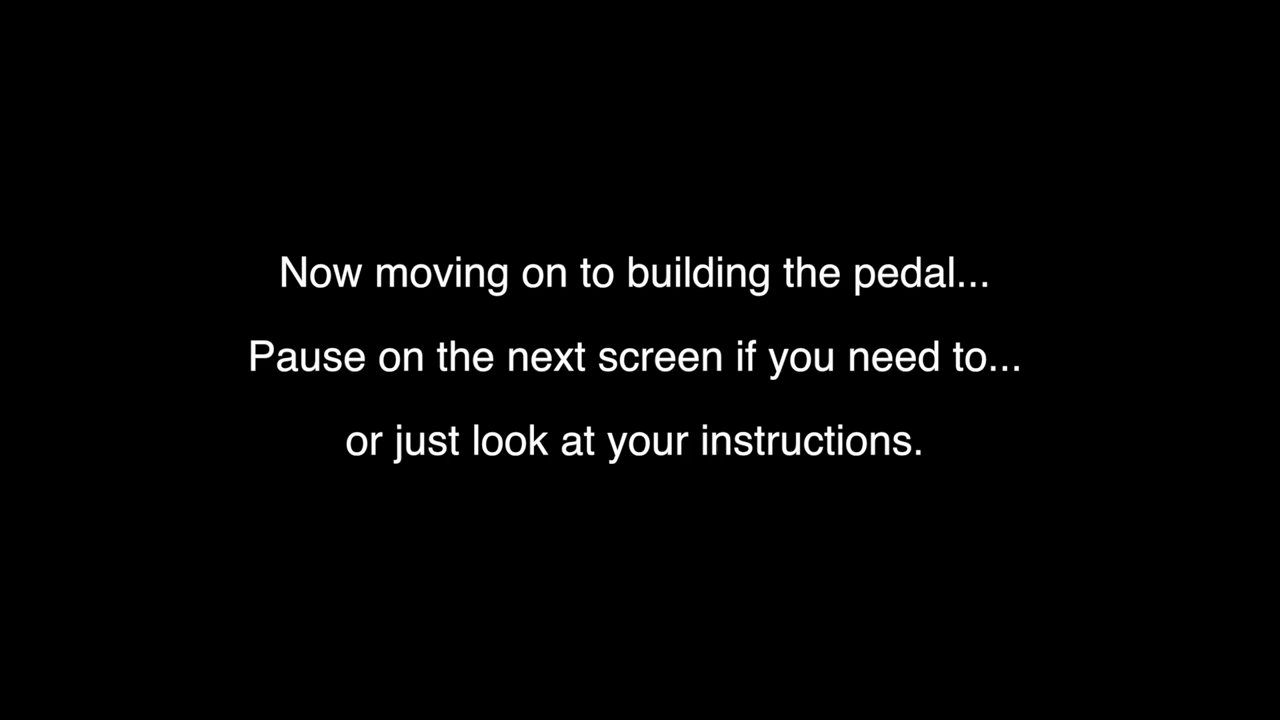 Now moving on to building the pedal...
Pause on the next screen if you need to...
or just look at your instructions.